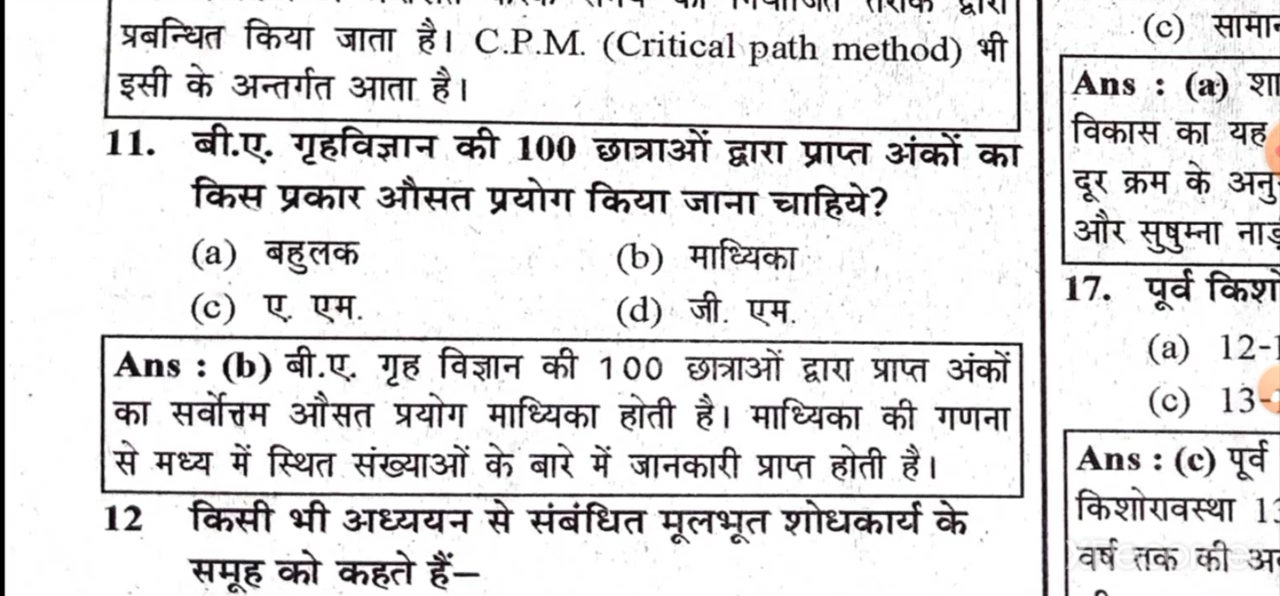 प्रबन्धित किया जाता है। C.P.M. (Critical path method) भी
इसी के अन्तर्गत आता है।
11. बी.ए. गृहविज्ञान की 100 छात्राओं द्वारा प्राप्त अंकों का
किस प्रकार औसत प्रयोग किया जाना चाहिये?
(a) बहुलक (b) माध्यिका
(c) ए. एम. (d) जी. एम.
Ans : (b) बी.ए. गृह विज्ञान की 100 छात्राओं द्वारा प्राप्त अंकों
का सर्वोत्तम औसत प्रयोग माध्यिका होती है। माध्यिका की गणना
से मध्य में स्थित संख्याओं के बारे में जानकारी प्राप्त होती है।
12 किसी भी अध्ययन से संबंधित मूलभूत शोधकार्य के
समूह को कहते हैं–
(c)
Ans : (a)
विकास का यह
दूर क्रम के
और सुषुम्ना
17. पूर्व
(a) 12-
(c) 13-
Ans : (c) पूर्व
किशोरावस्था
वर्ष तक की